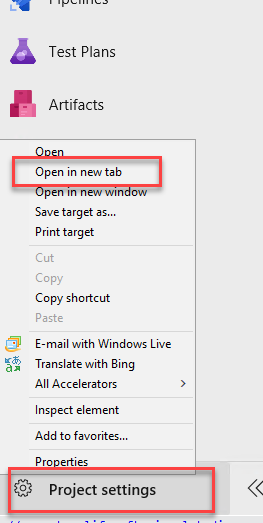 Pipelines
Test Plans
Artifacts
Open
Open in new tab
Open in new window
Save target as...
Print target
Cut
Copy
Copy shortcut
Paste
E-mail with Windows Live
Translate with Bing
All Accelerators
Inspect element
Add to favorites...
Properties
Project settings